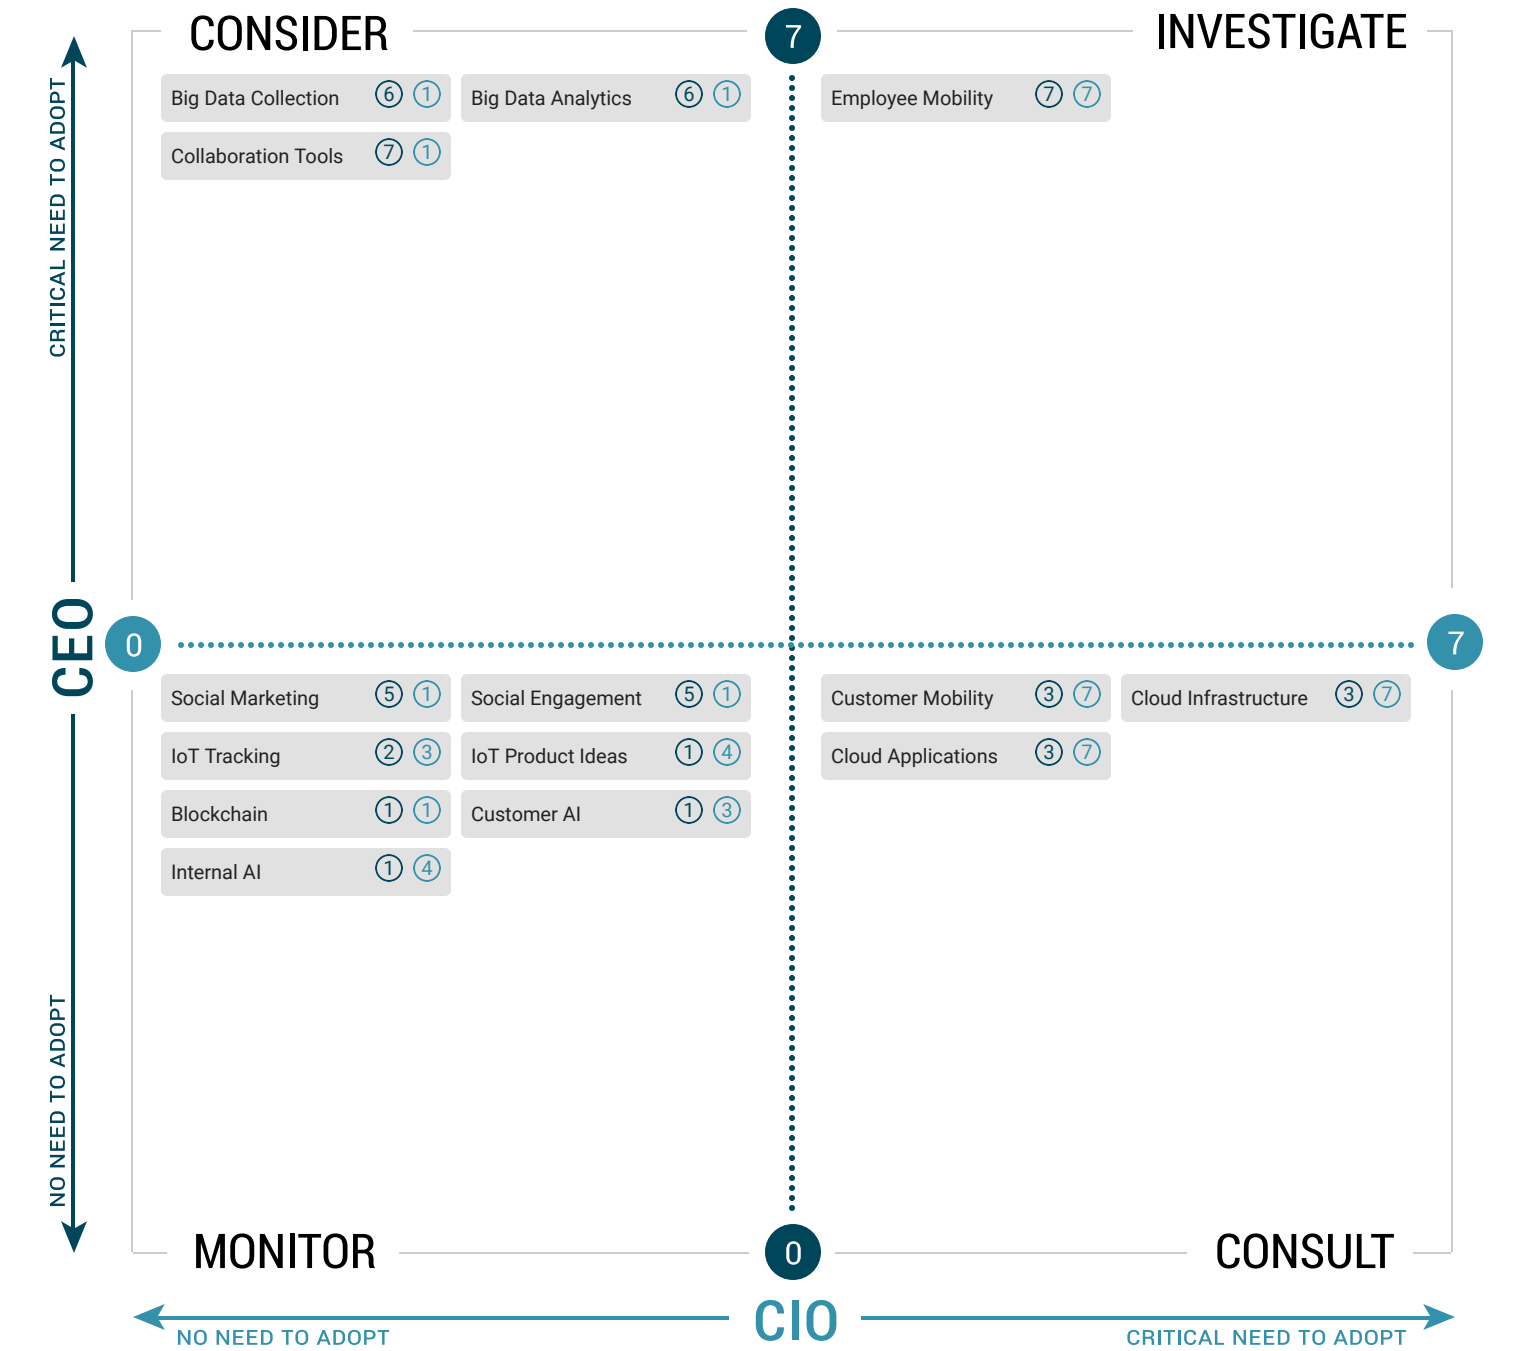 CONSIDER
7
INVESTIGATE
CRITICAL NEED TO ADOPT
Big Data Collection 6 1
Big Data Analytics 6 1
Employee Mobility 7 7
Collaboration Tools 7 1
CEO
0
7
Social Marketing 5 1
Social Engagement 5 1
Customer Mobility 3 7
Cloud Infrastructure 3 7
IoT Tracking 2 3
IoT Product Ideas 1 4
Cloud Applications 3 7
Blockchain 1 1
Customer AI 1 3
Internal AI 1 4
NO NEED TO ADOPT
MONITOR
0
CONSULT
CIO
NO NEED TO ADOPT
CRITICAL NEED TO ADOPT